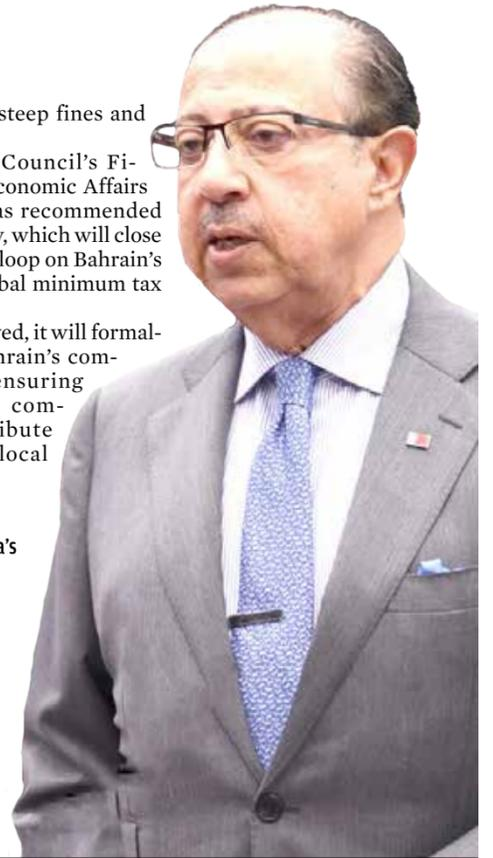 steep fines and
Council's Fi-
conomic Affairs
as recommended
, which will close
loop on Bahrain's
bal minimum tax
ed, it will formal-
hrain's com-
ensuring
com-
ibute
local
a's